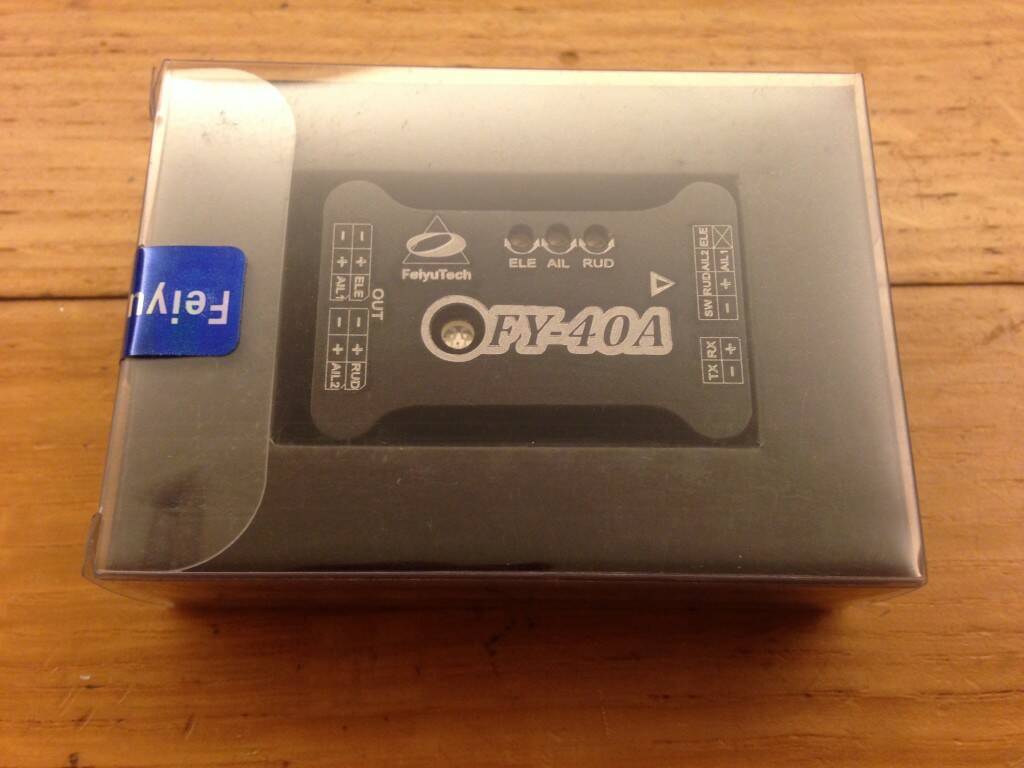 Feiyu
− −
+ +
AIL1 ELE
OUT
− −
+ +
AIL2 RUD
FeiyuTech
ELE AIL RUD
FY-40A
SW RUD AIL2 ELE
− + AIL1
TX RX
− +